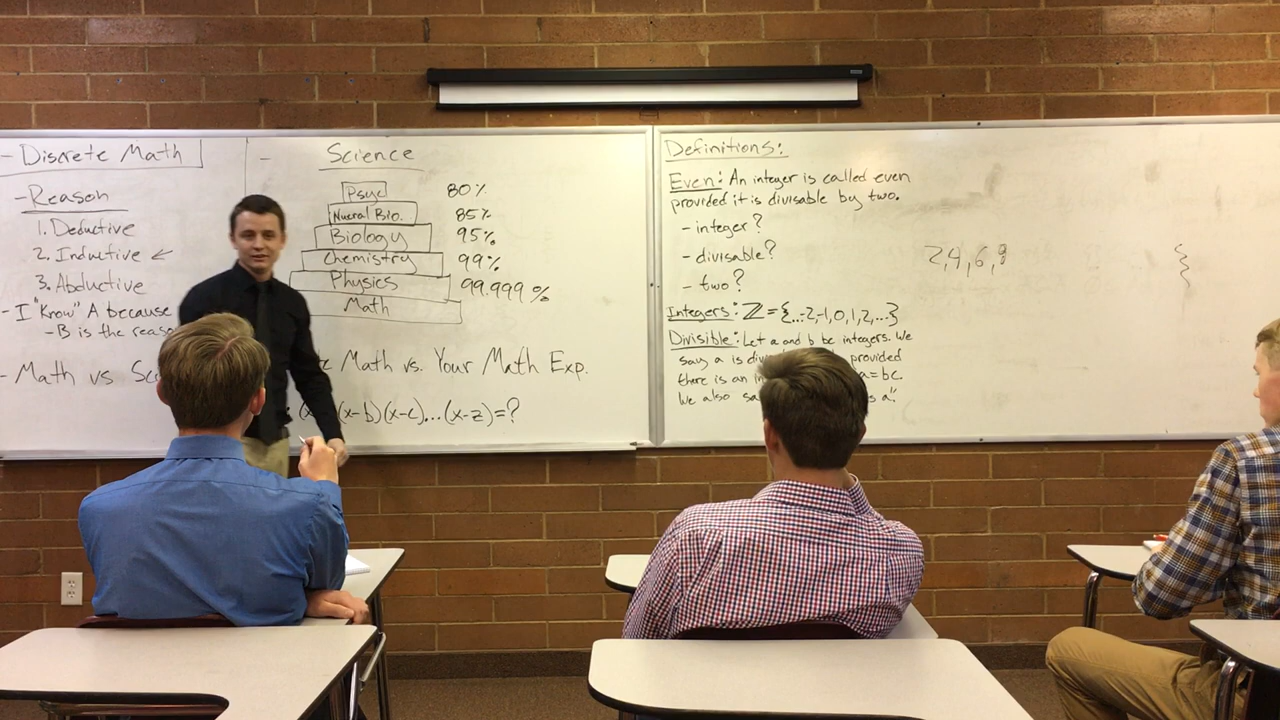 - Discrete Math
- Reason
1. Deductive
2. Inductive ←
3. Abductive
- I "Know" A because
- B is the reaso
- Math vs Sci
- Science
Psyc 80%
Nueral Bio. 85%
Biology 95%
Chemistry 99%
Physics 99.999%
Math
Math vs. Your Math Exp.
(x-b)(x-c)...(x-z)=?
Definitions:
Even: An integer is called even
provided it is divisable by two.
- integer?
- divisable?
- two?
Integers: ℤ = {...-2,-1,0,1,2,...}
Divisible: Let a and b be integers. We
say a is provided
there is an a=bc.
We also a".
2,4,6,8